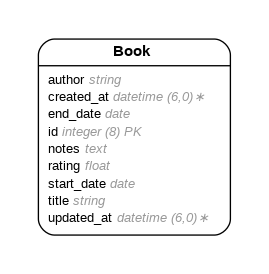 Book
author string
created_at datetime (6,0)∗
end_date date
id integer (8) PK
notes text
rating float
start_date date
title string
updated_at datetime (6,0)∗